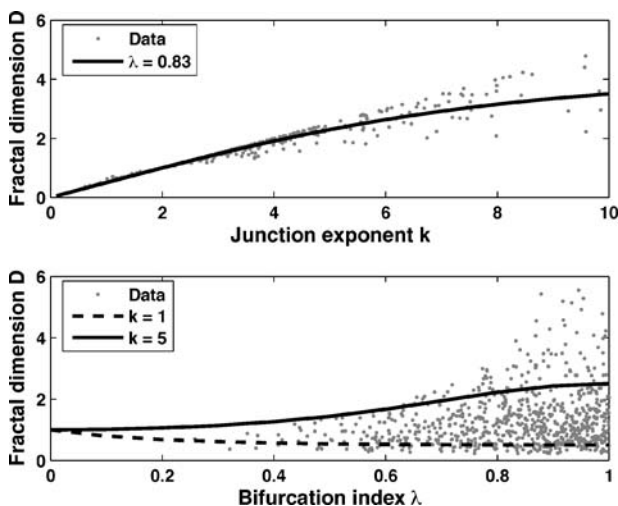 Fractal dimension D
6
4
2
0
Data
λ = 0.83
0 2 4 6 8 10
Junction exponent k
Fractal dimension D
6
4
2
0
Data
k = 1
k = 5
0 0.2 0.4 0.6 0.8 1
Bifurcation index λ